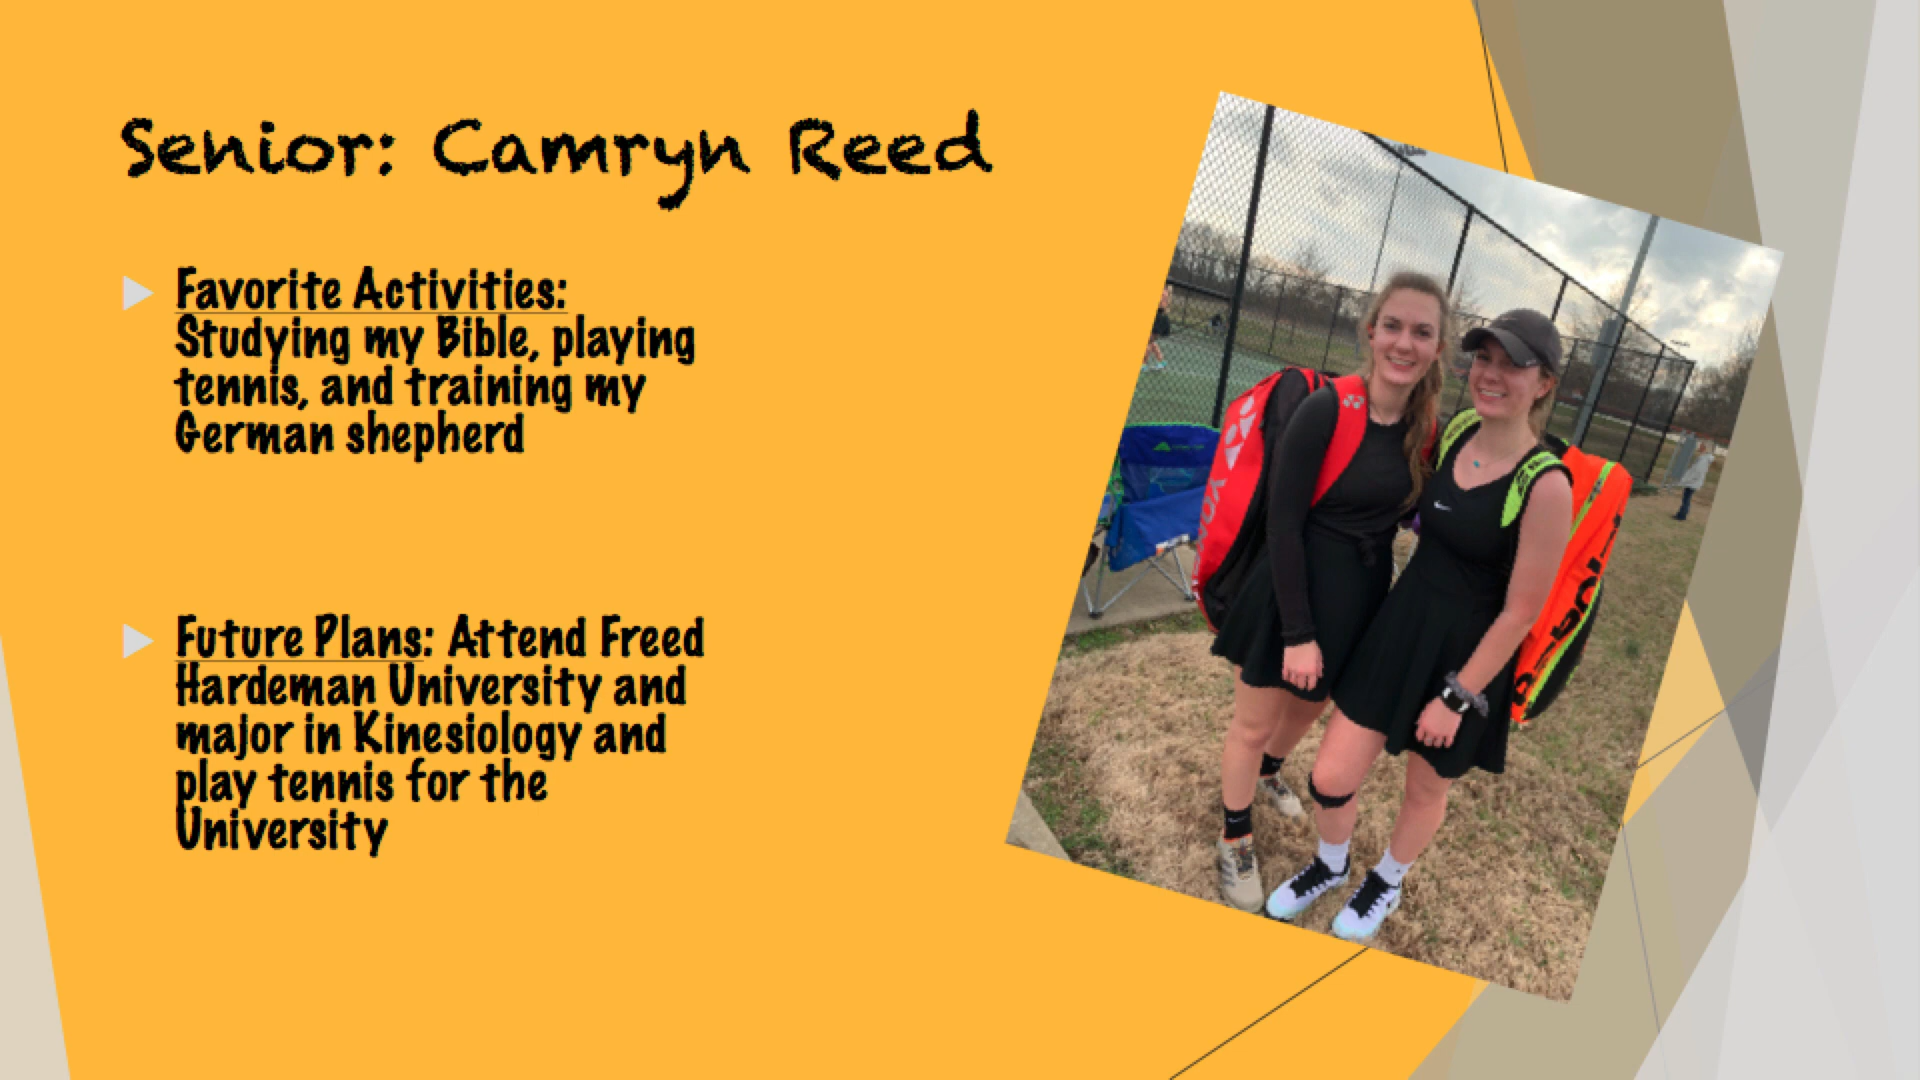 Senior: Camryn Reed
Favorite Activities:
Studying my Bible, playing
tennis, and training my
German shepherd
Future Plans: Attend Freed
Hardeman University and
major in Kinesiology and
play tennis for the
University